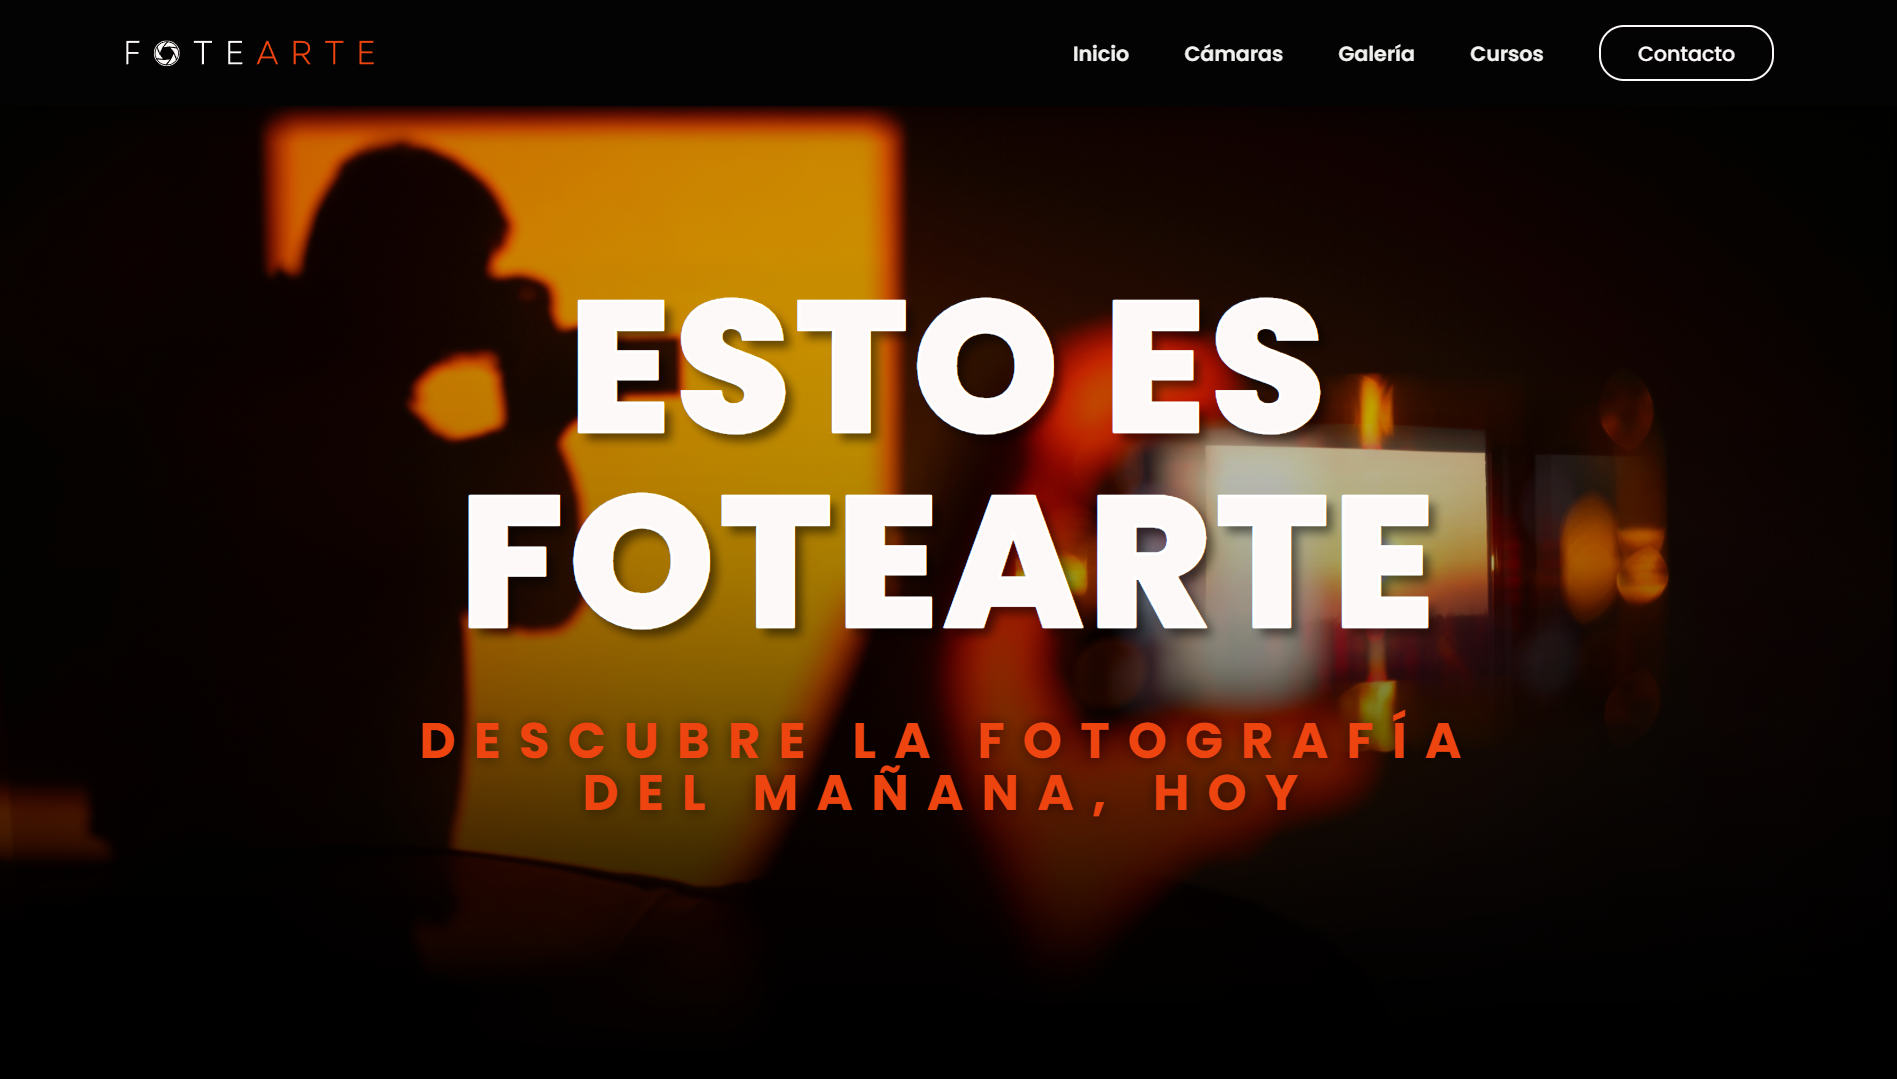 FOTEARTE
Inicio
Cámaras
Galería
Cursos
Contacto
ESTO ES
FOTEARTE
DESCUBRE LA FOTOGRAFÍA
DEL MAÑANA, HOY